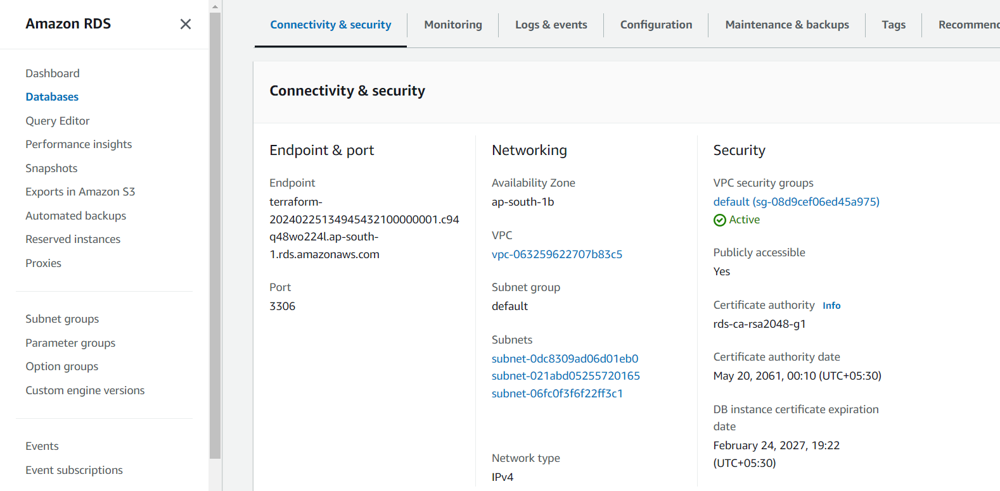 Amazon RDS
Dashboard
Databases
Query Editor
Performance insights
Snapshots
Exports in Amazon S3
Automated backups
Reserved instances
Proxies
Subnet groups
Parameter groups
Option groups
Custom engine versions
Events
Event subscriptions
Connectivity & security
Monitoring
Logs & events
Configuration
Maintenance & backups
Tags
Recommenc
Connectivity & security
Endpoint & port
Endpoint
terraform-
20240225134945432100000001.c94
q48wo224l.ap-south-
1.rds.amazonaws.com
Port
3306
Networking
Availability Zone
ap-south-1b
VPC
vpc-063259622707b83c5
Subnet group
default
Subnets
subnet-0dc8309ad06d01eb0
subnet-021abd05255720165
subnet-06fc0f3f6f22ff3c1
Network type
IPv4
Security
VPC security groups
default (sg-08d9cef06ed45a975)
Active
Publicly accessible
Yes
Certificate authority Info
rds-ca-rsa2048-g1
Certificate authority date
May 20, 2061, 00:10 (UTC+05:30)
DB instance certificate expiration
date
February 24, 2027, 19:22
(UTC+05:30)